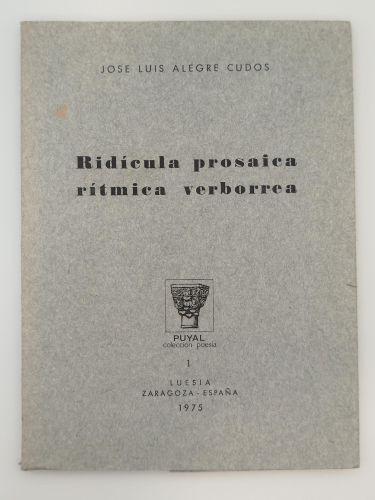 JOSE LUIS ALEGRE CUDOS
Ridícula prosaica
rítmica verborrea
PUYAL
colección poesía
1
LUESIA
ZARAGOZA - ESPAÑA
1975